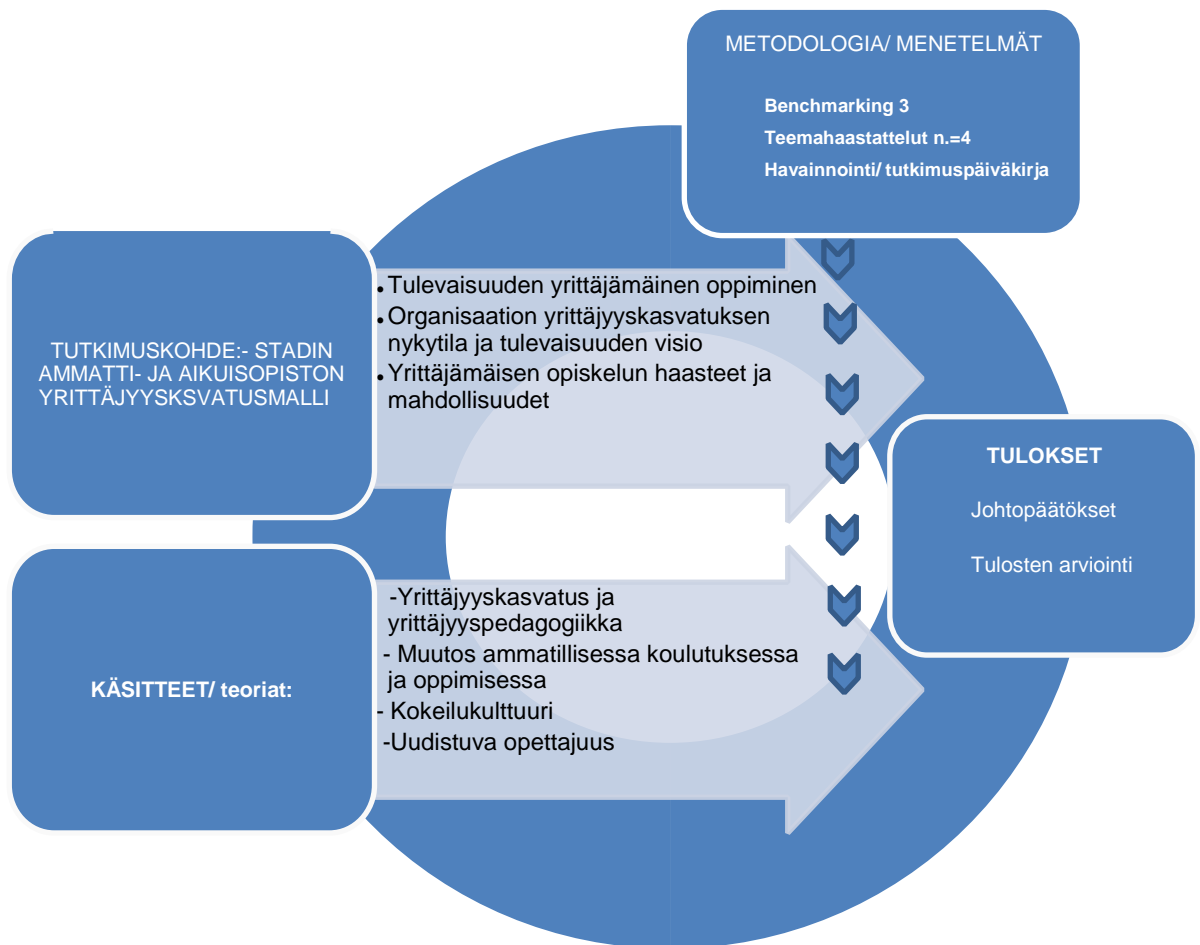 METODOLOGIA/ MENETELMÄT
Benchmarking 3
Teemahaastattelut n.=4
Havainnointi/ tutkimuspäiväkirja
TUTKIMUSKOHDE:- STADIN
AMMATTI- JA AIKUISOPISTON
YRITTÄJYYSKSVATUSMALLI
•Tulevaisuuden yrittäjämäinen oppiminen
•Organisaation yrittäjyyskasvatuksen
nykytila ja tulevaisuuden visio
•Yrittäjämäisen opiskelun haasteet ja
mahdollisuudet
TULOKSET
Johtopäätökset
Tulosten arviointi
KÄSITTEET/ teoriat:
-Yrittäjyyskasvatus ja
yrittäjyyspedagogiikka
- Muutos ammatillisessa koulutuksessa
ja oppimisessa
- Kokeilukulttuuri
-Uudistuva opettajuus